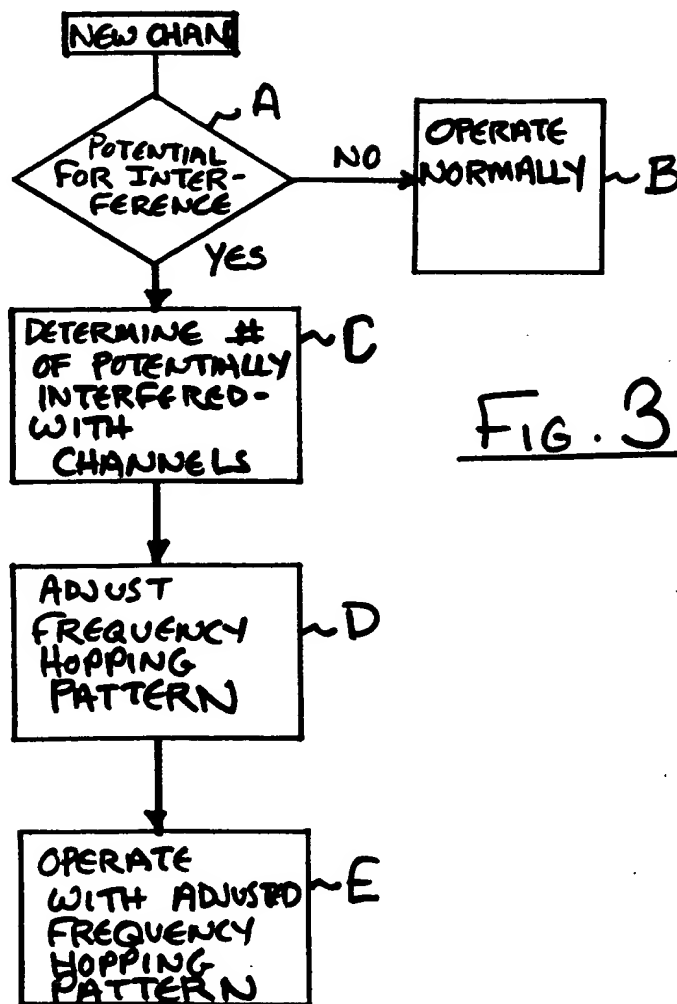 NEW CHAN
A
POTENTIAL
FOR INTER-
FERENCE
NO
OPERATE
NORMALLY
B
YES
DETERMINE #
OF POTENTIALLY
INTERFERED-
WITH
CHANNELS
C
FIG. 3
ADJUST
FREQUENCY
HOPPING
PATTERN
D
OPERATE
WITH ADJUSTED
FREQUENCY
HOPPING
PATTERN
E